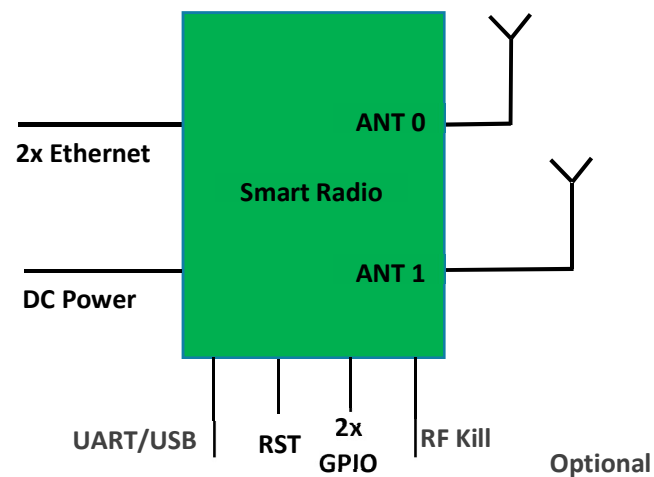 ANT 0
2x Ethernet
Smart Radio
ANT 1
DC Power
UART/USB
RST
2x
GPIO
RF Kill
Optional